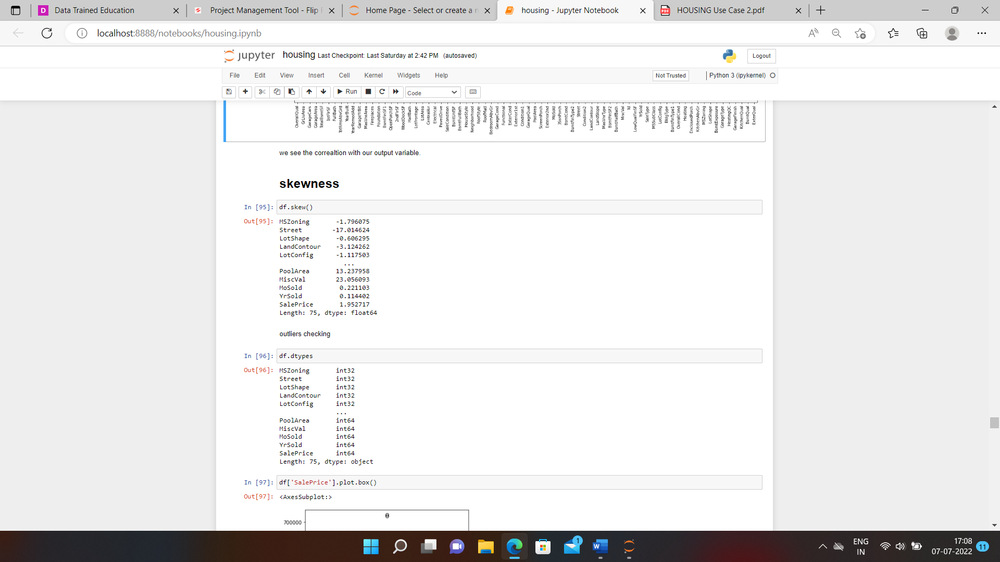 Data Trained Education
Project Management Tool - Flip
Home Page - Select or create a n
housing - Jupyter Notebook
HOUSING Use Case 2.pdf
localhost:8888/notebooks/housing.ipynb
jupyter housing Last Checkpoint: Last Saturday at 2:42 PM (autosaved)
Logout
File Edit View Insert Cell Kernel Widgets Help
Not Trusted
Python 3 (ipykernel)
Run
Code
OverallQual
GrLivArea
GarageCars
GarageArea
TotalBsmtSF
1stFlrSF
FullBath
TotRmsAbvGrd
YearBuilt
YearRemodAdd
GarageYrBlt
MasVnrArea
Fireplaces
Foundation
BsmtFinSF1
OpenPorchSF
2ndFlrSF
WoodDeckSF
HalfBath
LotFrontage
LotArea
CentralAir
Electrical
PavedDrive
SaleCondition
BsmtUnfSF
BsmtFullBath
HouseStyle
Neighborhood
RoofStyle
RoofMatl
BedroomAbvGr
GarageCond
Functional
ExterCond
Exterior1st
Condition1
GarageQual
PoolArea
ScreenPorch
Exterior2nd
MoSold
3SsnPorch
BsmtCond
BsmtFinType2
Street
Condition2
LandContour
LandSlope
MasVnrType
BsmtFinSF2
BsmtHalfBath
MiscVal
Id
LowQualFinSF
YrSold
SaleType
MSSubClass
LotConfig
BldgType
BsmtFinType1
OverallCond
Heating
EnclosedPorch
KitchenAbvGr
MSZoning
LotShape
BsmtExposure
GarageType
HeatingQC
GarageFinish
KitchenQual
BsmtQual
ExterQual
we see the correaltion with our output variable.
skewness
In [95]: df.skew()
Out[95]: MSZoning -1.796075
Street -17.014624
LotShape -0.606295
LandContour -3.124262
LotConfig -1.117503
...
PoolArea 13.237958
MiscVal 23.056093
MoSold 0.221103
YrSold 0.114402
SalePrice 1.952717
Length: 75, dtype: float64
outliers checking
In [96]: df.dtypes
Out[96]: MSZoning int32
Street int32
LotShape int32
LandContour int32
LotConfig int32
...
PoolArea int64
MiscVal int64
MoSold int64
YrSold int64
SalePrice int64
Length: 75, dtype: object
In [97]: df['SalePrice'].plot.box()
Out[97]: <AxesSubplot:>
700000
1
ENG
IN
17:08
07-07-2022
11